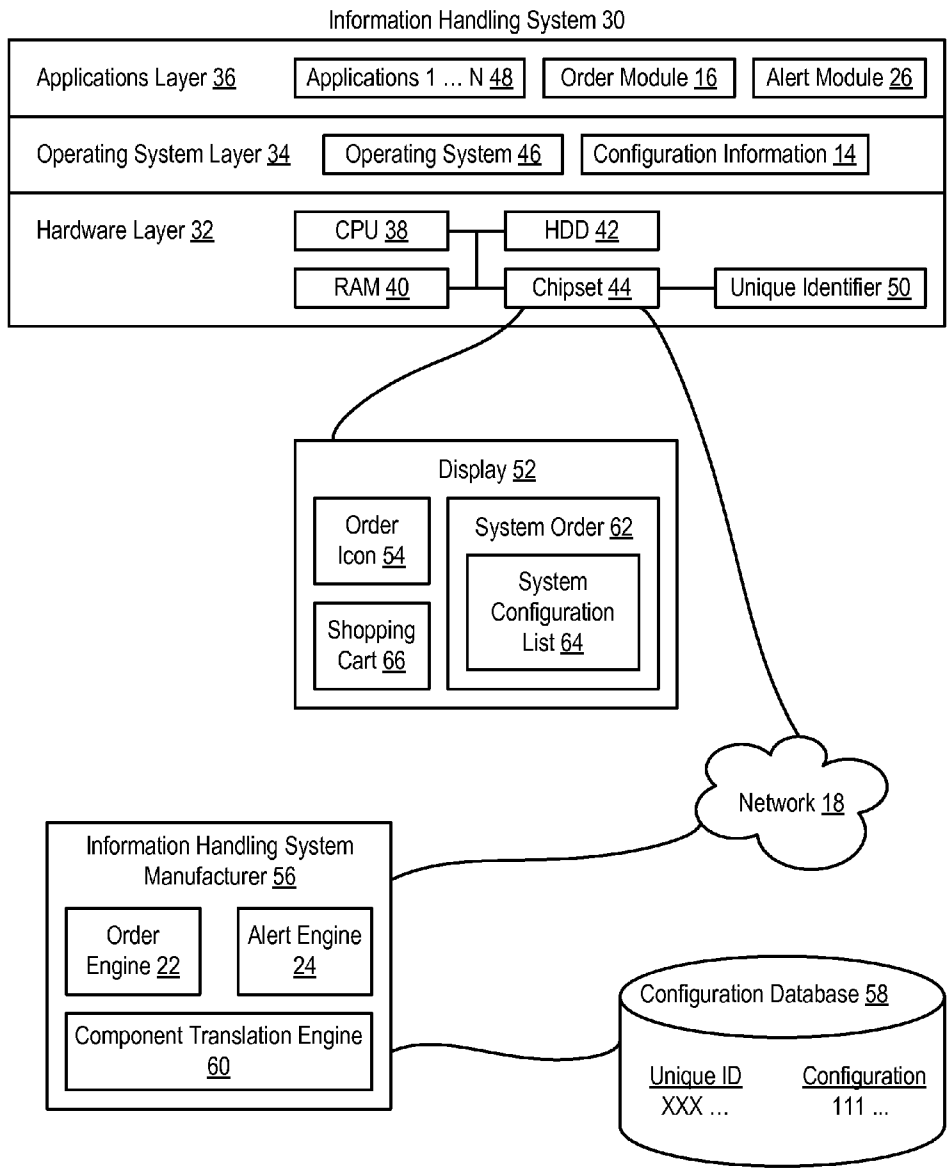 Information Handling System 30
Applications Layer 36
Applications 1 ... N 48
Order Module 16
Alert Module 26
Operating System Layer 34
Operating System 46
Configuration Information 14
Hardware Layer 32
CPU 38
HDD 42
RAM 40
Chipset 44
Unique Identifier 50
Display 52
Order
Icon 54
System Order 62
System
Configuration
List 64
Shopping
Cart 66
Network 18
Information Handling System
Manufacturer 56
Order
Engine 22
Alert Engine
24
Component Translation Engine
60
Configuration Database 58
Unique ID
XXX ...
Configuration
111 ...